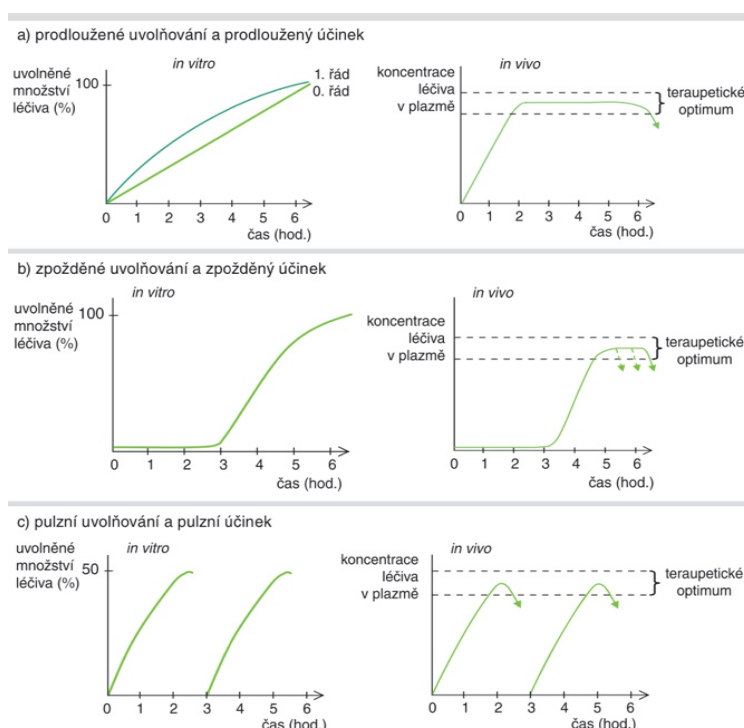 a) prodloužené uvolňování a prodloužený účinek
in vitro
uvolněné
množství
léčiva (%)
100
1. řád
0. řád
0 1 2 3 4 5 6
čas (hod.)
in vivo
koncentrace
léčiva
v plazmě
teraupetické
optimum
0 1 2 3 4 5 6
čas (hod.)
b) zpožděné uvolňování a zpožděný účinek
in vitro
uvolněné
množství
léčiva (%)
100
0 1 2 3 4 5 6
čas (hod.)
in vivo
koncentrace
léčiva
v plazmě
teraupetické
optimum
0 1 2 3 4 5 6
čas (hod.)
c) pulzní uvolňování a pulzní účinek
in vitro
uvolněné
množství
léčiva (%)
50
0 1 2 3 4 5 6
čas (hod.)
in vivo
koncentrace
léčiva
v plazmě
teraupetické
optimum
0 1 2 3 4 5 6
čas (hod.)